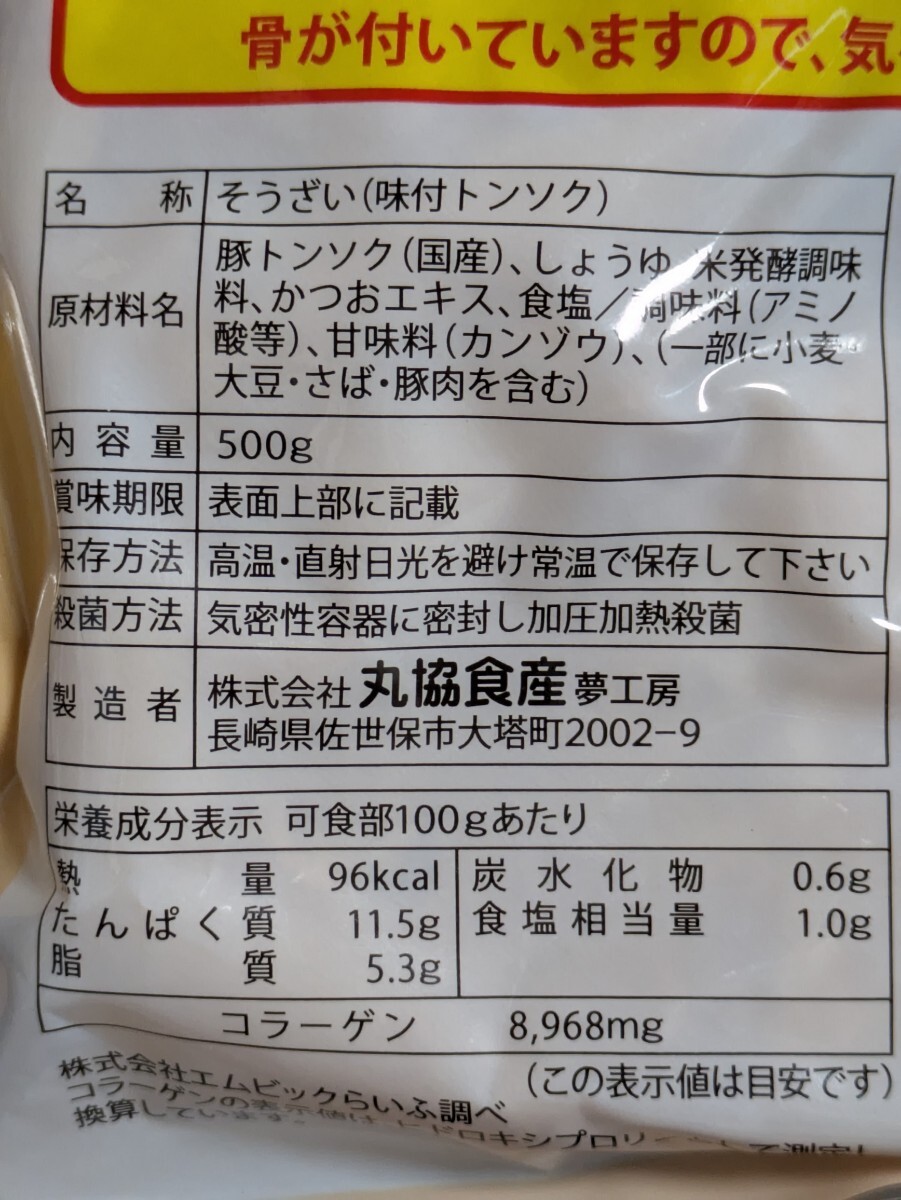 骨が付いていますので、気
名称 そうざい(味付トンソク)
原材料名 豚トンソク(国産)、しょうゆ、米発酵調味
料、かつおエキス、食塩/調味料(アミノ
酸等)、甘味料(カンゾウ)、(一部に小麦・
大豆・さば・豚肉を含む)
内容量 500g
賞味期限 表面上部に記載
保存方法 高温・直射日光を避け常温で保存して下さい
殺菌方法 気密性容器に密封し加圧加熱殺菌
製造者 株式会社 丸協食産 夢工房
長崎県佐世保市大塔町2002-9
栄養成分表示 可食部100gあたり
熱量 96kcal 炭水化物 0.6g
たんぱく質 11.5g 食塩相当量 1.0g
脂質 5.3g
コラーゲン 8,968mg
(この表示値は目安です)
株式会社エムビックらいふ調べ
コラーゲンの表示値は、ヒドロキシプロリ
換算しています。